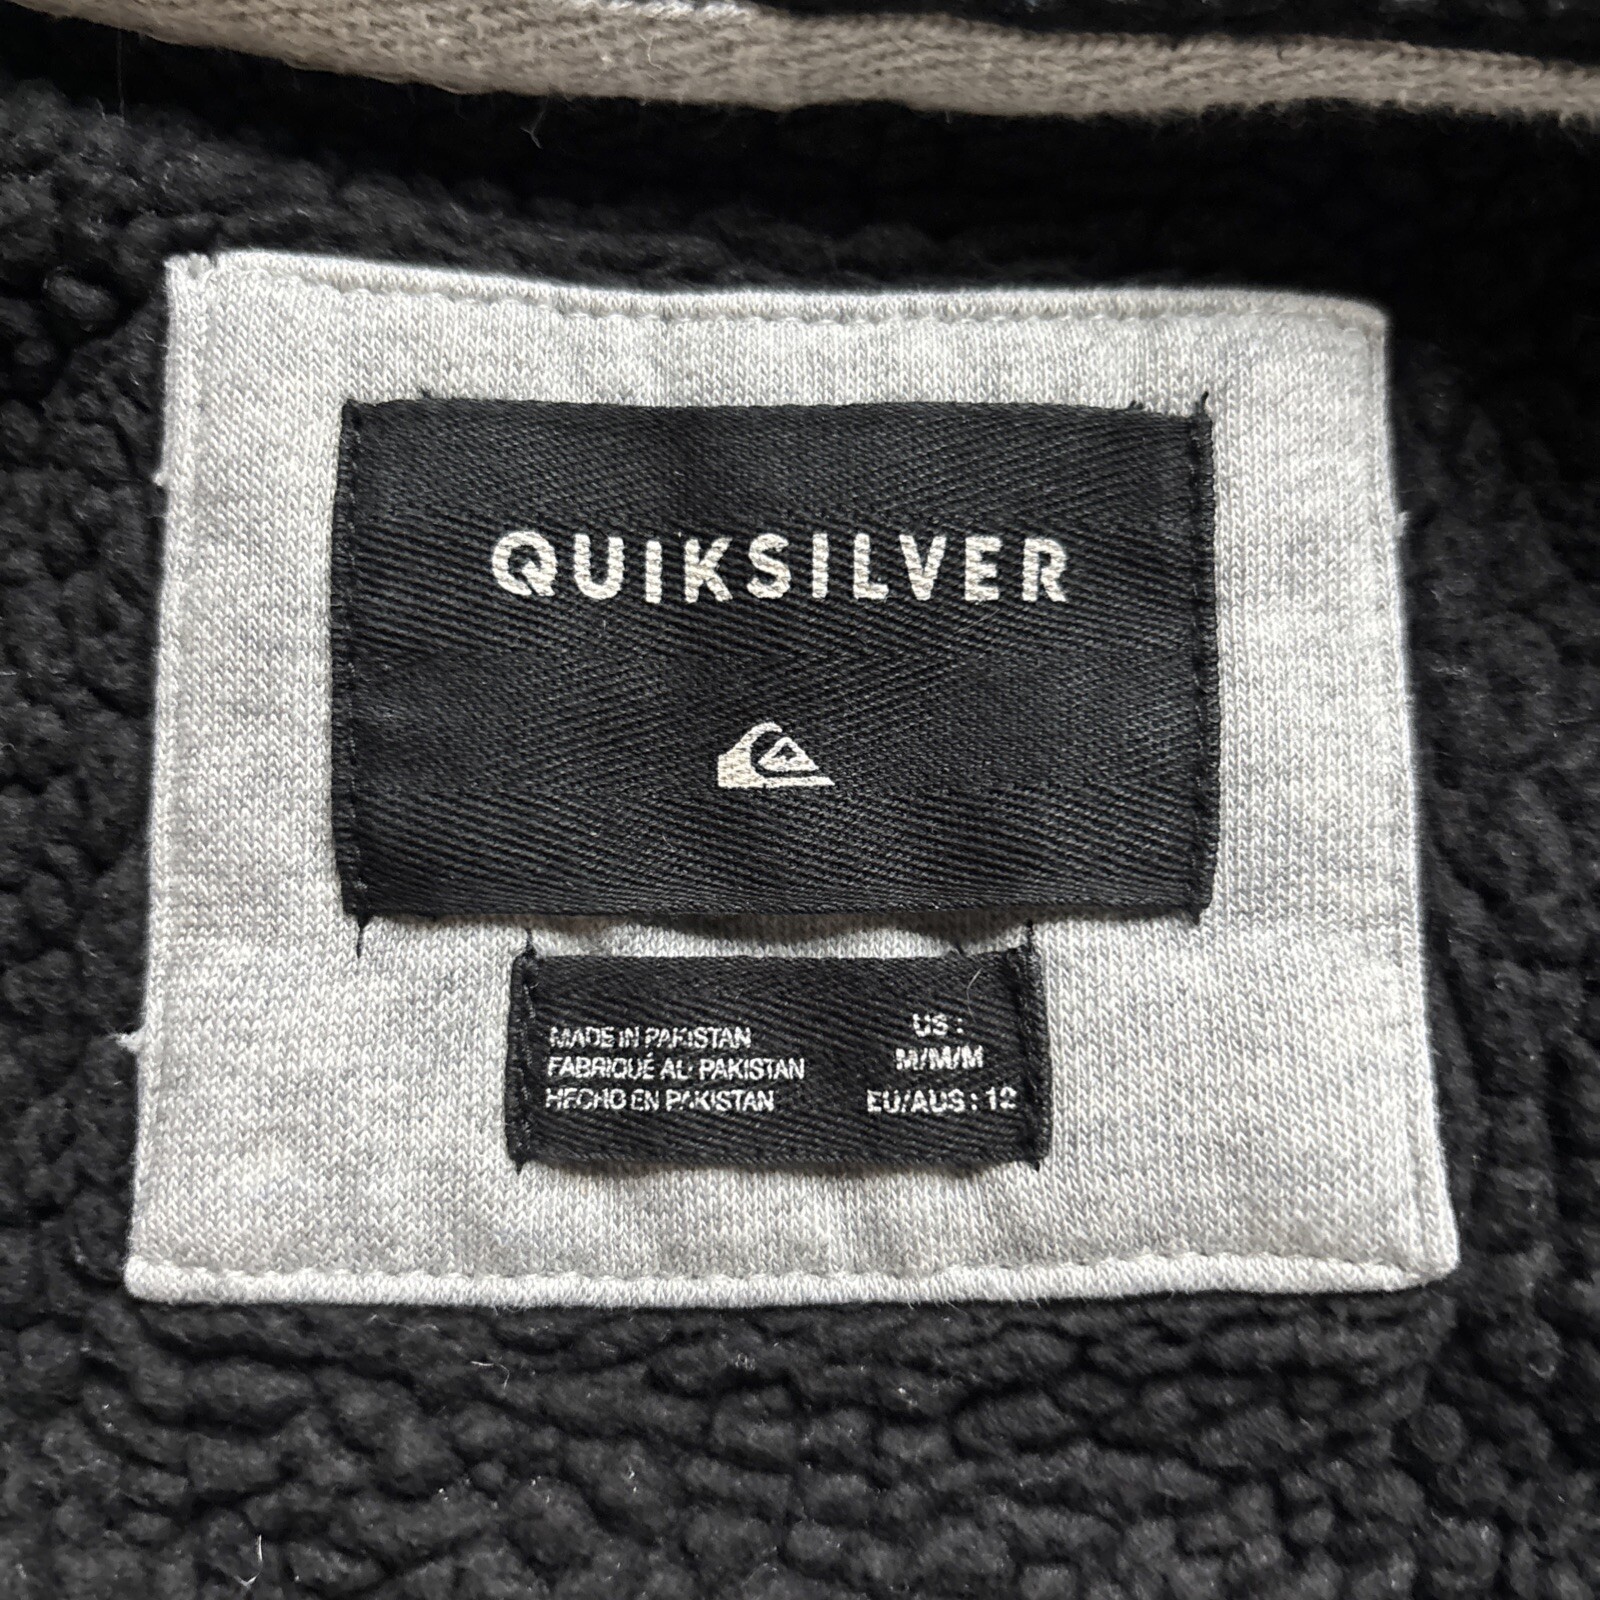 QUIKSILVER
MADE IN PAKISTAN
FABRIQUÉ AU PAKISTAN
HECHO EN PAKISTAN
US :
M/M/M
EU/AUS : 12